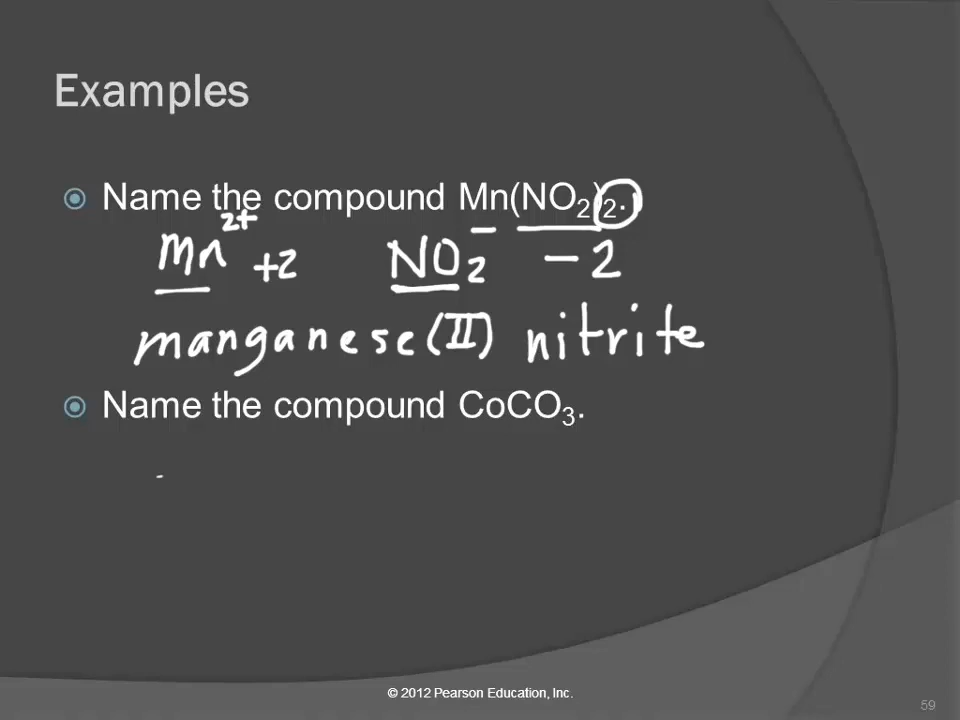 Examples
Name the compound Mn(NO₂)₂.
Mn²⁺ +2 NO₂⁻ -2
manganese(II) nitrite
Name the compound CoCO₃.
© 2012 Pearson Education, Inc.
59